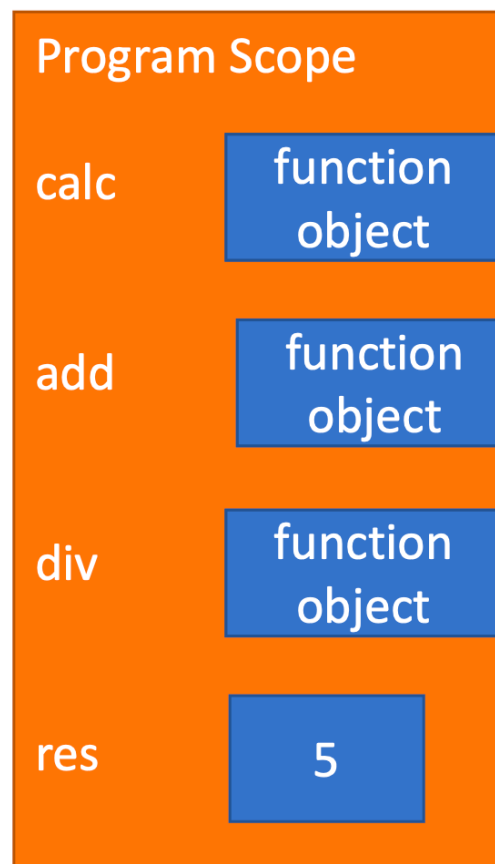 Program Scope
calc
function
object
add
function
object
div
function
object
res
5